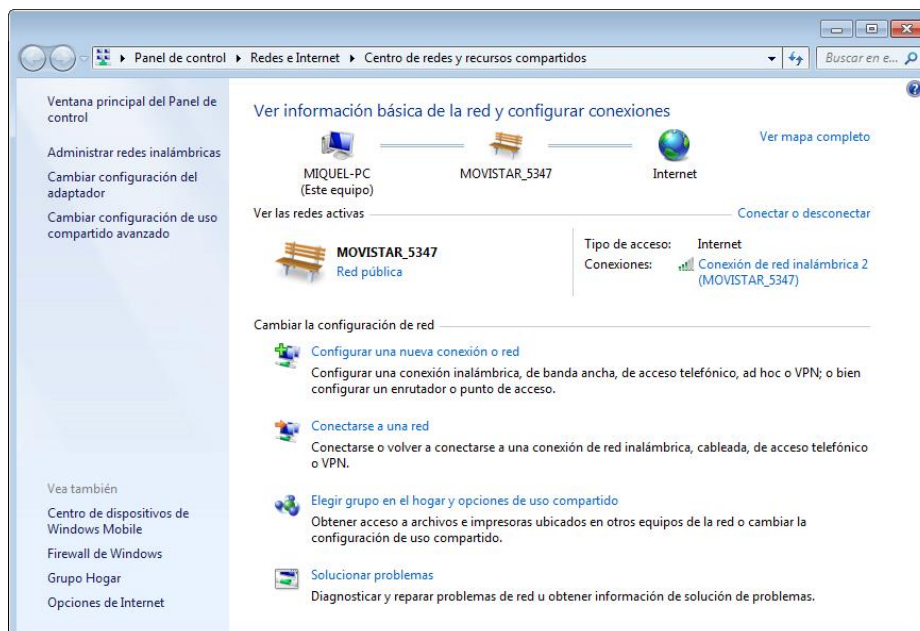 Panel de control ▸ Redes e Internet ▸ Centro de redes y recursos compartidos
Buscar en e...
Ventana principal del Panel de
control
Administrar redes inalámbricas
Cambiar configuración del
adaptador
Cambiar configuración de uso
compartido avanzado
Vea también
Centro de dispositivos de
Windows Mobile
Firewall de Windows
Grupo Hogar
Opciones de Internet
Ver información básica de la red y configurar conexiones
Ver mapa completo
MIQUEL-PC
(Este equipo)
MOVISTAR_5347
Internet
Ver las redes activas
Conectar o desconectar
MOVISTAR_5347
Red pública
Tipo de acceso: Internet
Conexiones: Conexión de red inalámbrica 2
(MOVISTAR_5347)
Cambiar la configuración de red
Configurar una nueva conexión o red
Configurar una conexión inalámbrica, de banda ancha, de acceso telefónico, ad hoc o VPN; o bien
configurar un enrutador o punto de acceso.
Conectarse a una red
Conectarse o volver a conectarse a una conexión de red inalámbrica, cableada, de acceso telefónico
o VPN.
Elegir grupo en el hogar y opciones de uso compartido
Obtener acceso a archivos e impresoras ubicados en otros equipos de la red o cambiar la
configuración de uso compartido.
Solucionar problemas
Diagnosticar y reparar problemas de red u obtener información de solución de problemas.